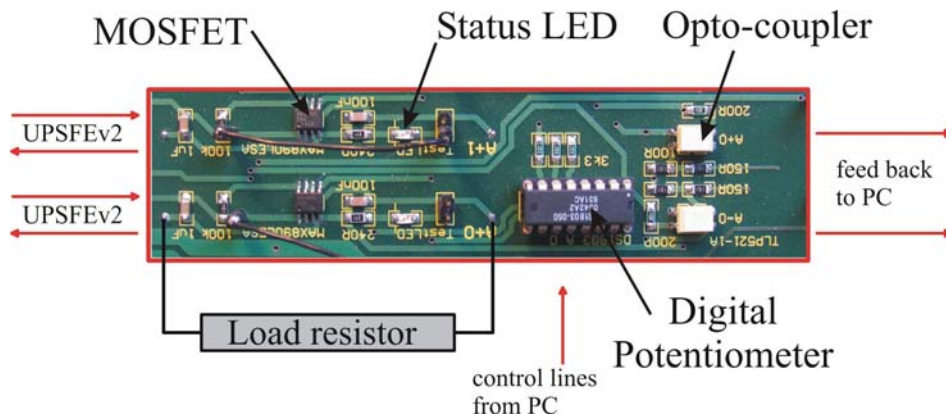 MOSFET
Status LED
Opto-coupler
UPSFEv2
UPSFEv2
100nF
1uF
100k
MAX890LESA
240R
TestLED
A+1
100nF
1uF
100k
MAX890LESA
240R
TestLED
3k3
200R
A+0
100R
150R
150R
A-0
200R
TLP521-1A
feed back
to PC
Load resistor
Digital
Potentiometer
control lines
from PC